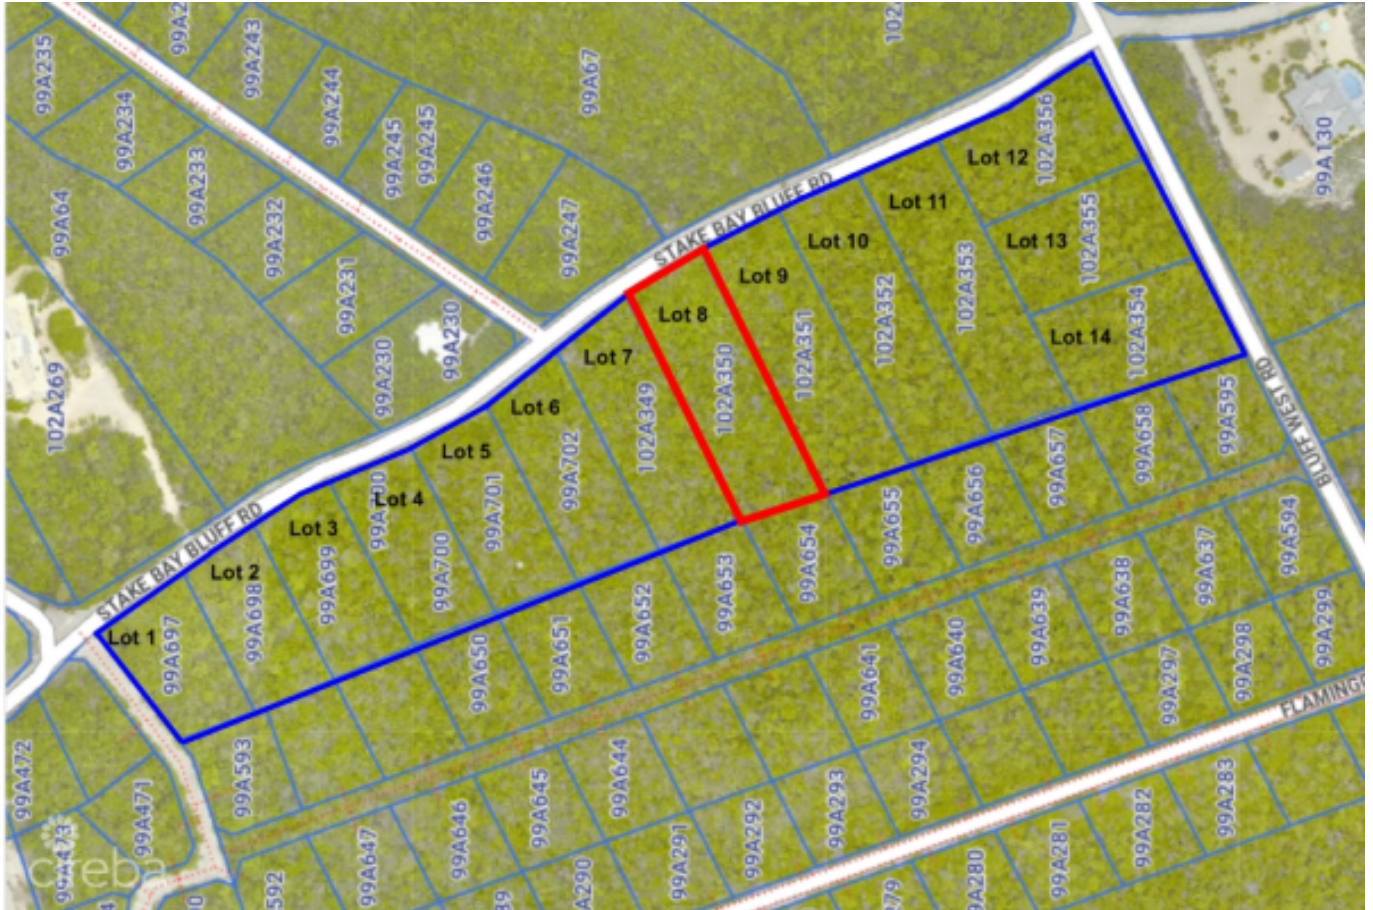 99A235
99A234
99A243
99A244
99A245
99A245
99A67
99A246
99A247
99A233
99A232
99A231
99A230
99A230
99A64
102A269
99A130
STAKE BAY BLUFF RD
STAKE BAY BLUFF RD
BLUFF WEST RD
Lot 12
102A356
Lot 11
102A355
Lot 13
Lot 10
102A353
Lot 9
102A352
Lot 14
102A354
Lot 8
102A351
102A350
Lot 7
102A349
Lot 6
99A702
Lot 5
99A701
Lot 4
99A700
Lot 3
99A699
Lot 2
99A698
Lot 1
99A697
99A595
99A658
99A657
99A656
99A655
99A654
99A653
99A652
99A651
99A650
99A593
99A594
99A637
99A638
99A639
99A640
99A641
99A644
99A645
99A646
99A647
99A299
99A298
99A297
99A294
99A293
99A292
99A291
99A283
99A282
99A281
99A472
99A471
99A473
cireba